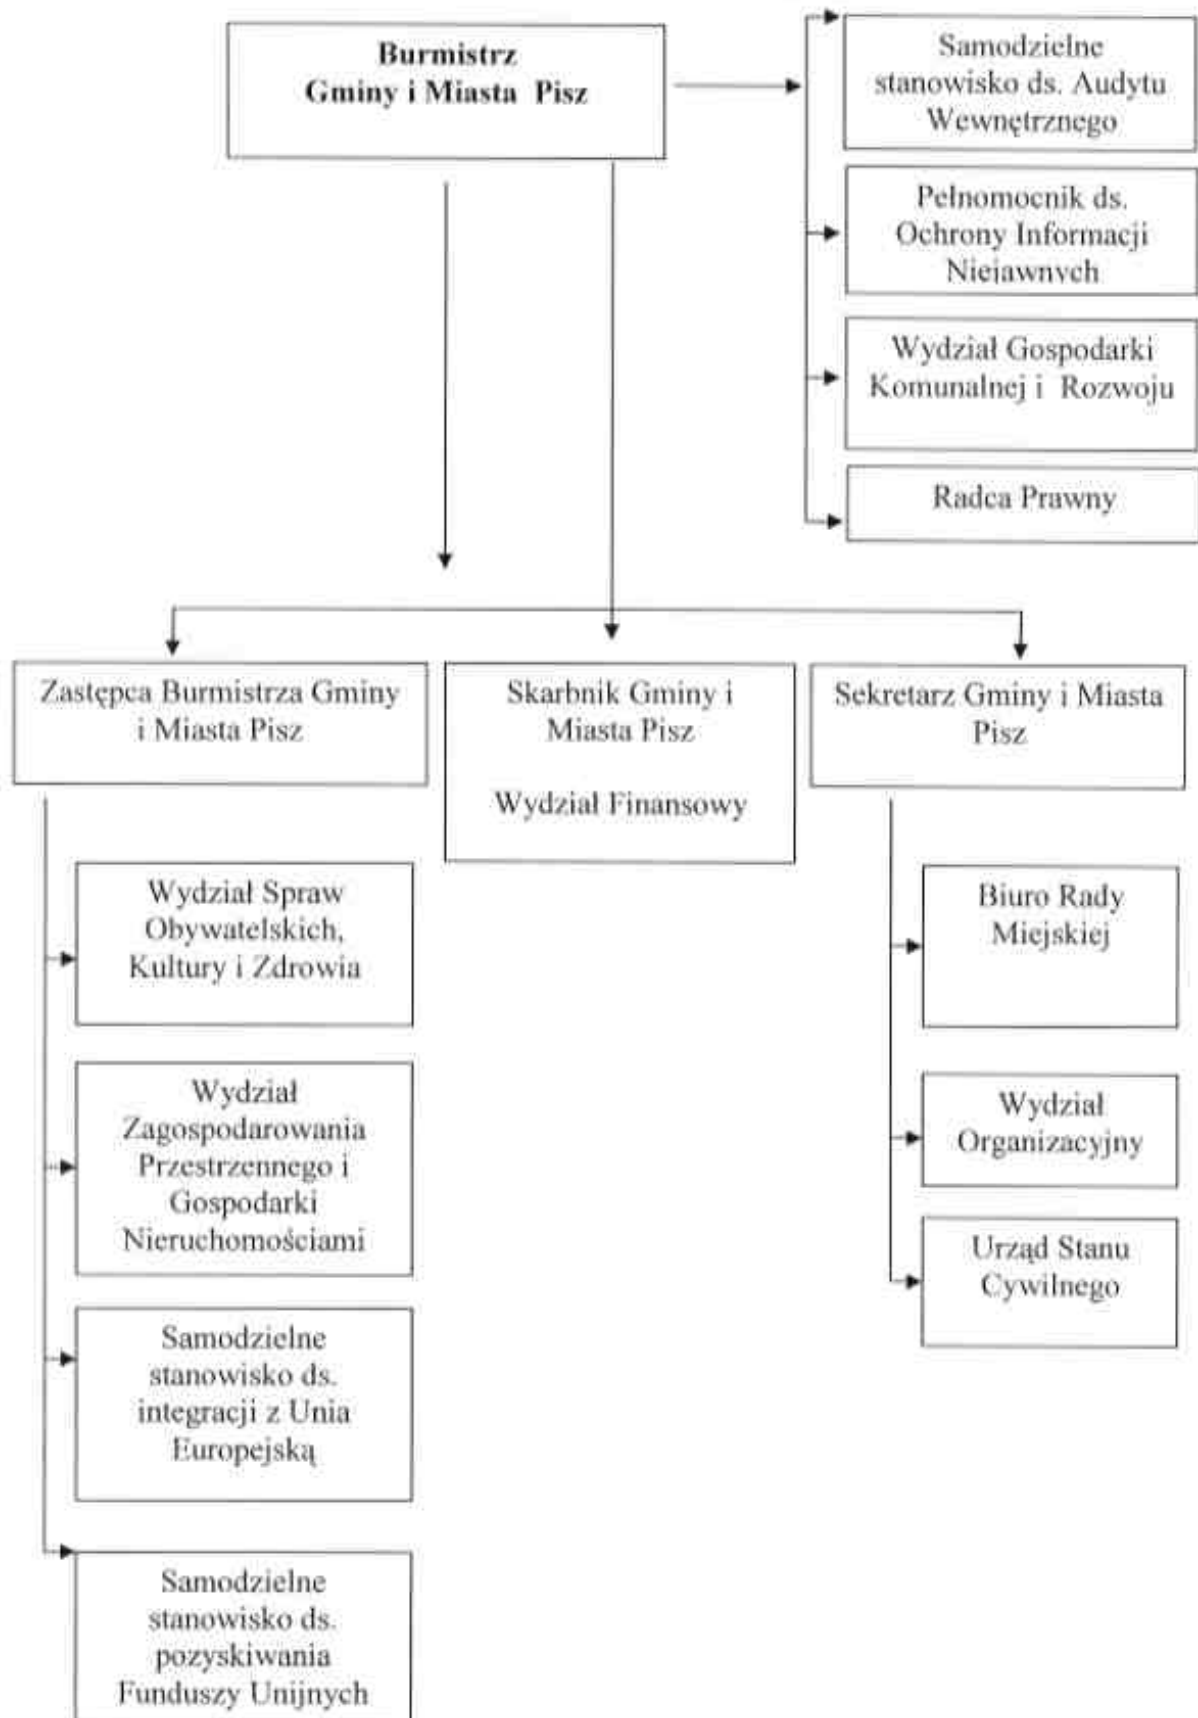 Burmistrz
Gminy i Miasta Pisz
Samodzielne
stanowisko ds. Audytu
Wewnętrznego
Pełnomocnik ds.
Ochrony Informacji
Niejawnych
Wydział Gospodarki
Komunalnej i Rozwoju
Radca Prawny
Zastępca Burmistrza Gminy
i Miasta Pisz
Skarbnik Gminy i
Miasta Pisz
Wydział Finansowy
Sekretarz Gminy i Miasta
Pisz
Wydział Spraw
Obywatelskich,
Kultury i Zdrowia
Wydział
Zagospodarowania
Przestrzennego i
Gospodarki
Nieruchomościami
Samodzielne
stanowisko ds.
integracji z Unia
Europejską
Samodzielne
stanowisko ds.
pozyskiwania
Funduszy Unijnych
Biuro Rady
Miejskiej
Wydział
Organizacyjny
Urząd Stanu
Cywilnego